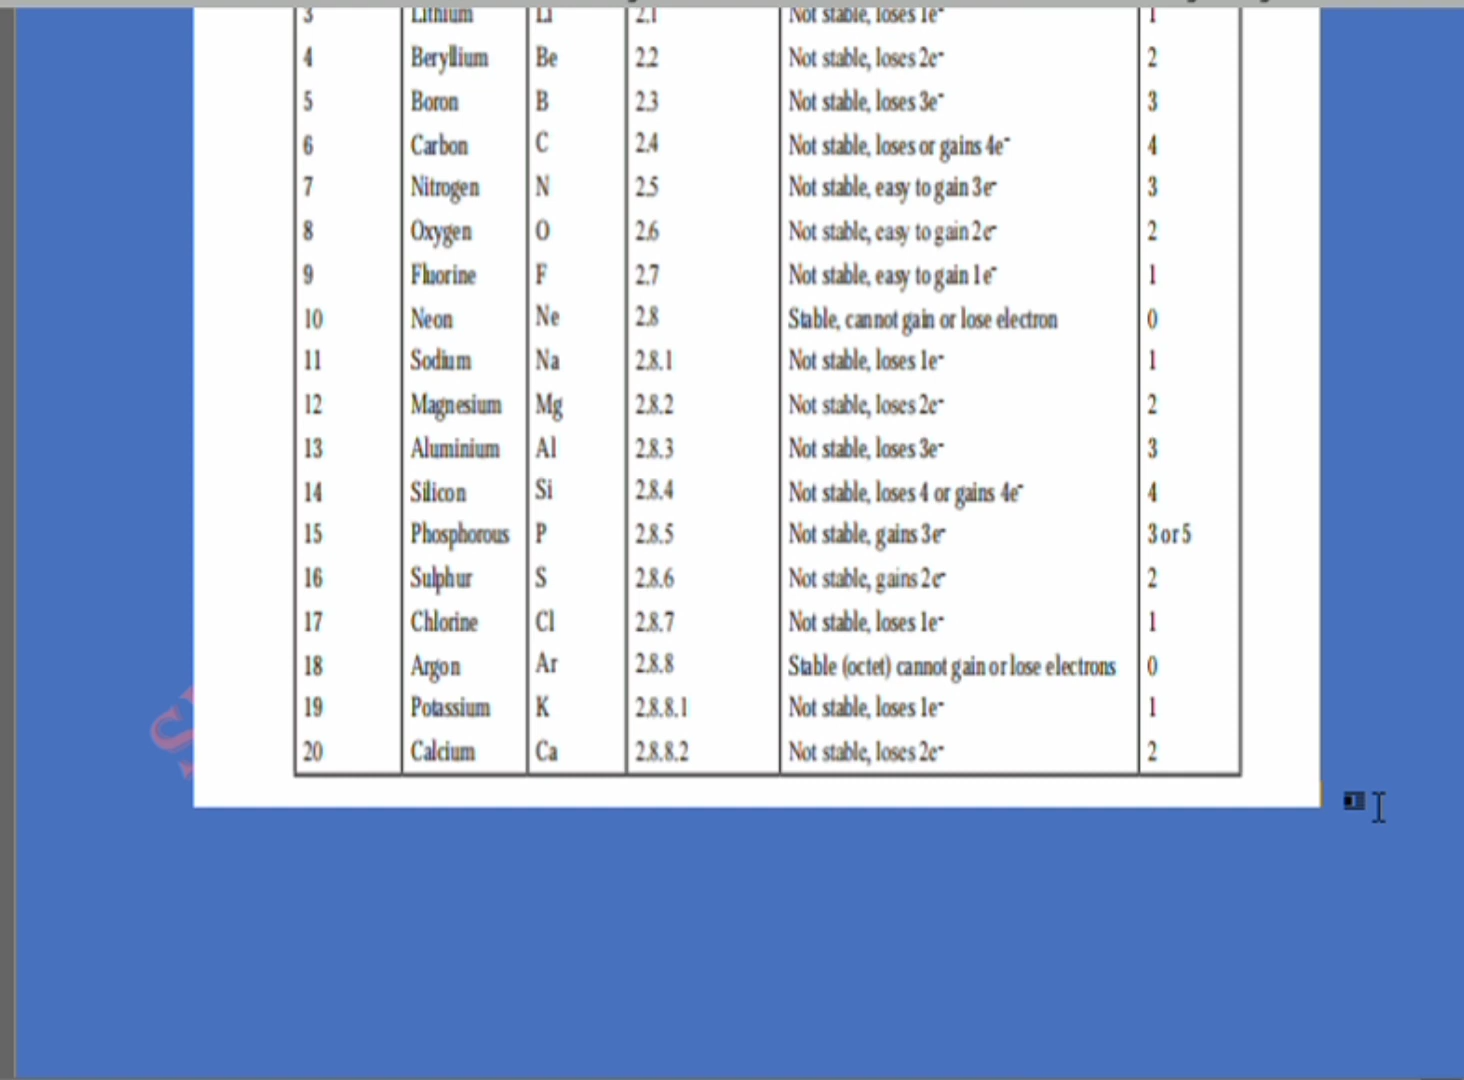 3 Lithium Li 2.1 Not stable, loses 1e⁻ 1
4 Beryllium Be 2.2 Not stable, loses 2e⁻ 2
5 Boron B 2.3 Not stable, loses 3e⁻ 3
6 Carbon C 2.4 Not stable, loses or gains 4e⁻ 4
7 Nitrogen N 2.5 Not stable, easy to gain 3e⁻ 3
8 Oxygen O 2.6 Not stable, easy to gain 2e⁻ 2
9 Fluorine F 2.7 Not stable, easy to gain 1e⁻ 1
10 Neon Ne 2.8 Stable, cannot gain or lose electron 0
11 Sodium Na 2.8.1 Not stable, loses 1e⁻ 1
12 Magnesium Mg 2.8.2 Not stable, loses 2e⁻ 2
13 Aluminium Al 2.8.3 Not stable, loses 3e⁻ 3
14 Silicon Si 2.8.4 Not stable, loses 4 or gains 4e⁻ 4
15 Phosphorous P 2.8.5 Not stable, gains 3e⁻ 3 or 5
16 Sulphur S 2.8.6 Not stable, gains 2e⁻ 2
17 Chlorine Cl 2.8.7 Not stable, loses 1e⁻ 1
18 Argon Ar 2.8.8 Stable (octet) cannot gain or lose electrons 0
19 Potassium K 2.8.8.1 Not stable, loses 1e⁻ 1
20 Calcium Ca 2.8.8.2 Not stable, loses 2e⁻ 2